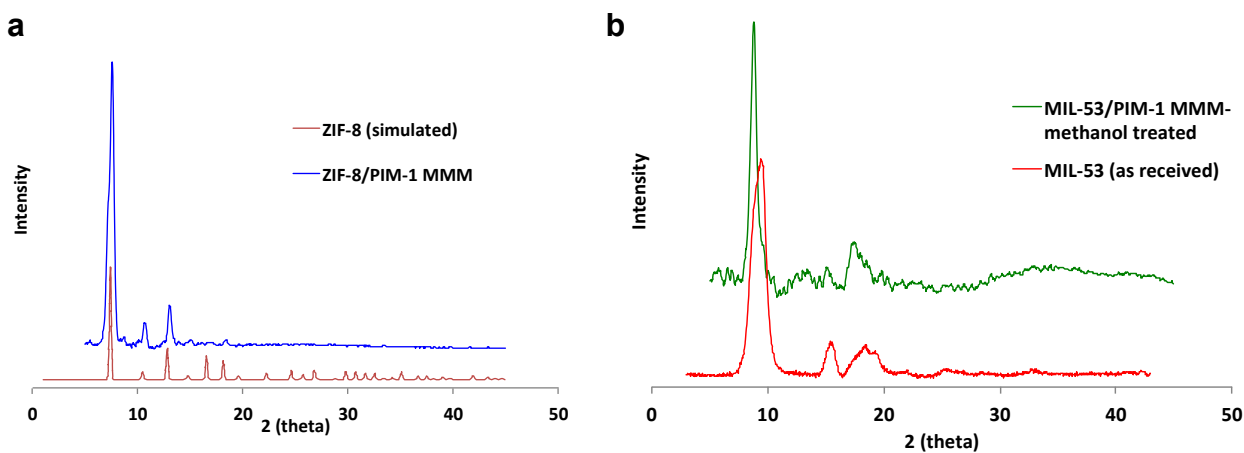 a
Intensity
ZIF-8 (simulated)
ZIF-8/PIM-1 MMM
0 10 20 30 40 50
2 (theta)
b
Intensity
MIL-53/PIM-1 MMM-
methanol treated
MIL-53 (as received)
0 10 20 30 40 50
2 (theta)